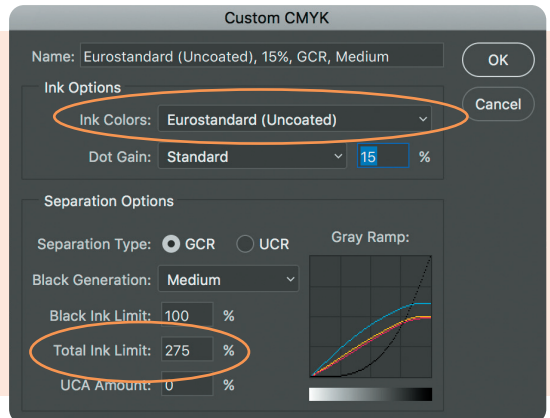 Custom CMYK
Name: Eurostandard (Uncoated), 15%, GCR, Medium
OK
Ink Options
Cancel
Ink Colors: Eurostandard (Uncoated)
Dot Gain: Standard 15 %
Separation Options
Separation Type: GCR UCR
Gray Ramp:
Black Generation: Medium
Black Ink Limit: 100 %
Total Ink Limit: 275 %
UCA Amount: 0 %